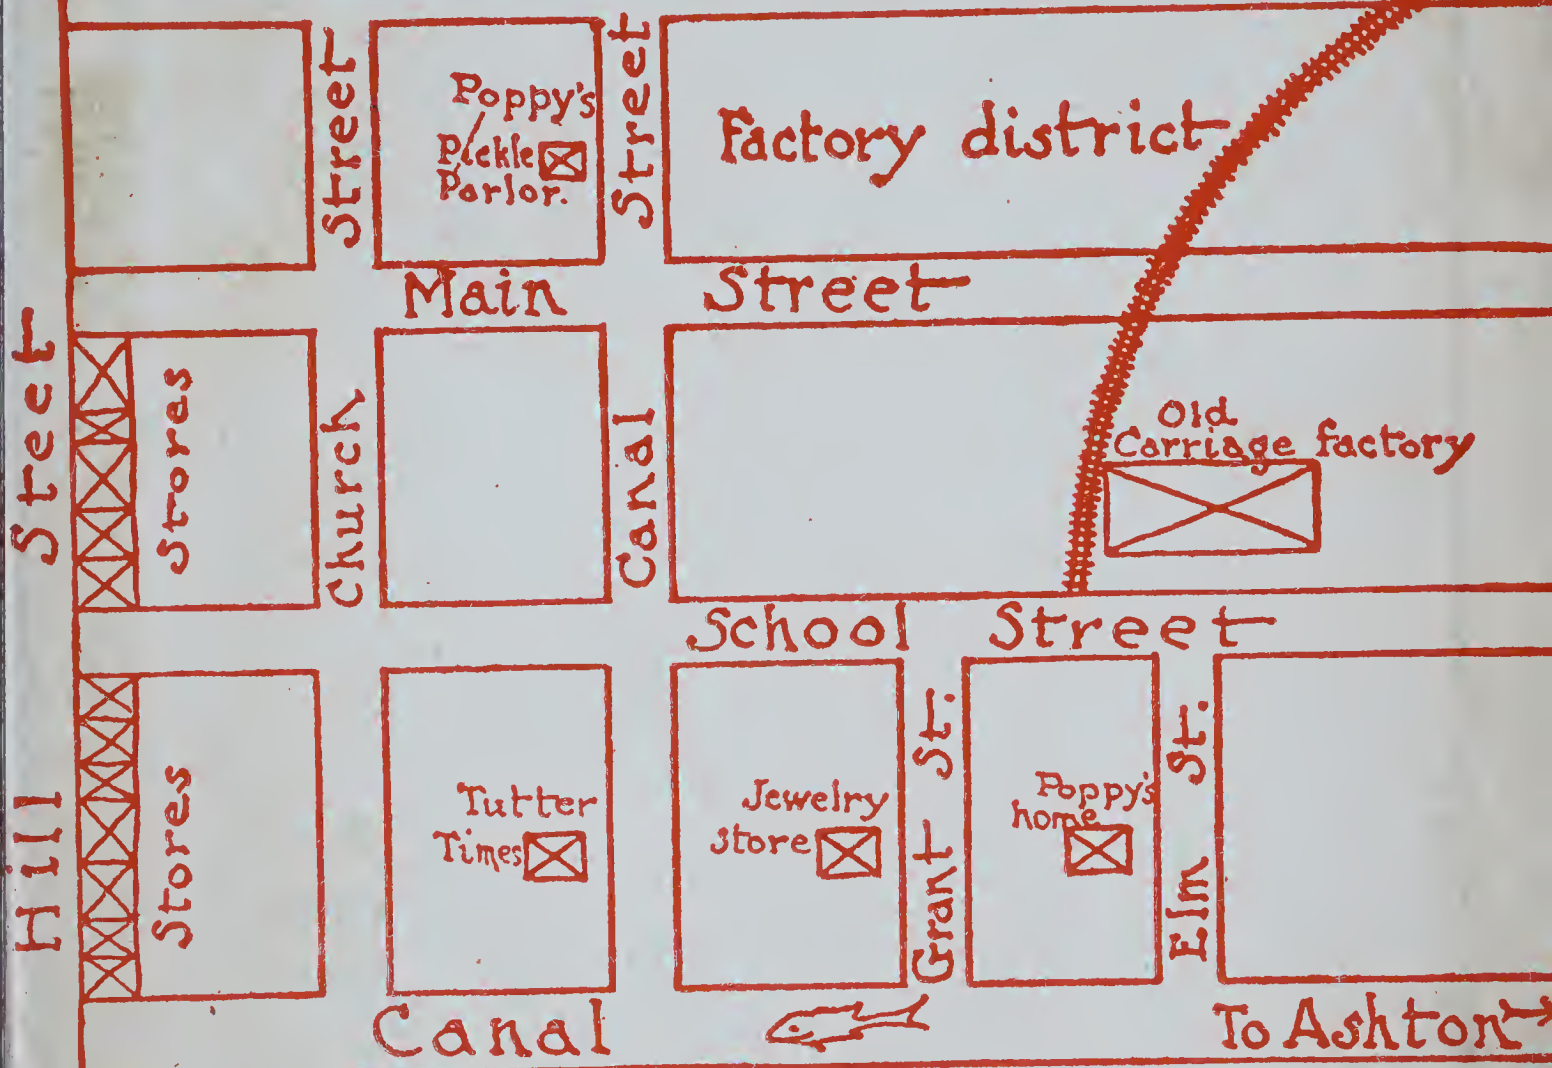 Poppy's
Pickle
Parlor.
Street
Street
Factory district
Main Street
Hill Street
Stores
Church
Canal
Old
Carriage factory
School Street
Stores
Tutter
Times
Jewelry
Store
Grant St.
Poppy's
home
Elm St.
Canal
To Ashton